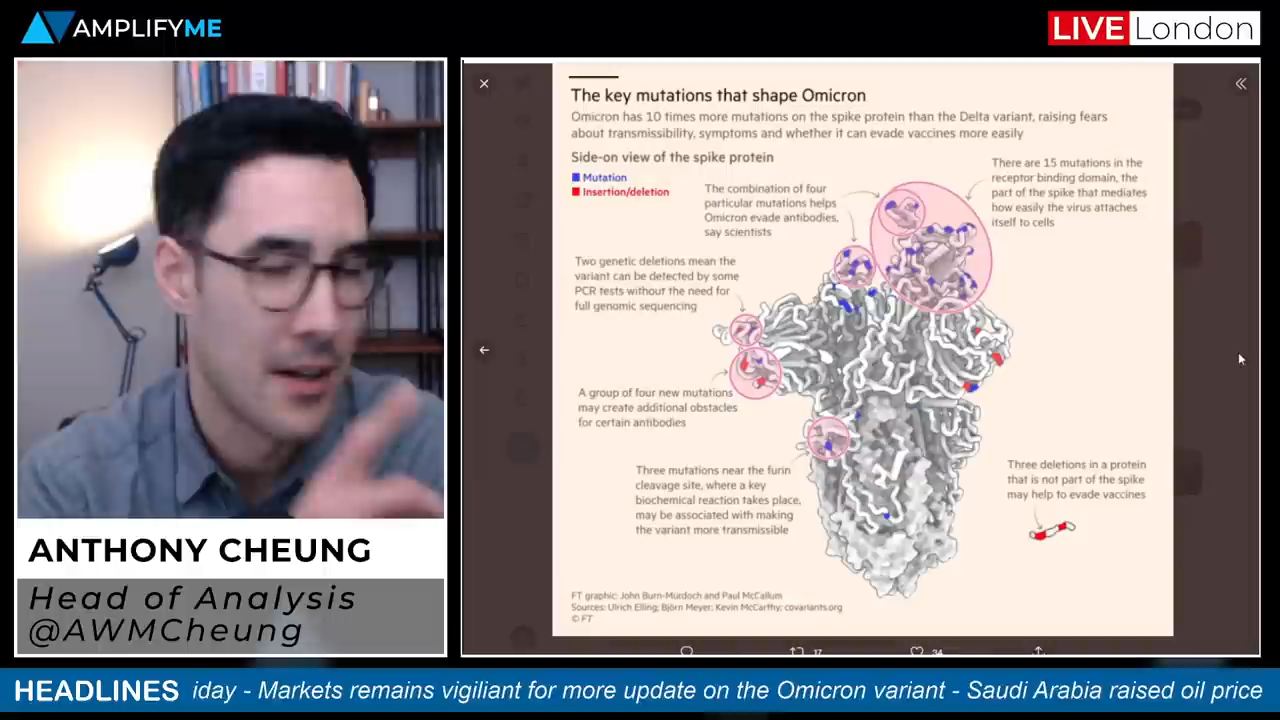 AMPLIFYME
LIVE London
The key mutations that shape Omicron
Omicron has 10 times more mutations on the spike protein than the Delta variant, raising fears
about transmissibility, symptoms and whether it can evade vaccines more easily
Side-on view of the spike protein
Mutation
Insertion/deletion
The combination of four
particular mutations helps
Omicron evade antibodies,
say scientists
There are 15 mutations in the
receptor binding domain, the
part of the spike that mediates
how easily the virus attaches
itself to cells
Two genetic deletions mean the
variant can be detected by some
PCR tests without the need for
full genomic sequencing
A group of four new mutations
may create additional obstacles
for certain antibodies
Three mutations near the furin
cleavage site, where a key
biochemical reaction takes place,
may be associated with making
the variant more transmissible
Three deletions in a protein
that is not part of the spike
may help to evade vaccines
FT graphic: John Burn-Murdoch and Paul McCallum
Sources: Ulrich Elling; Björn Meyer; Kevin McCarthy; covariants.org
© FT
17
34
ANTHONY CHEUNG
Head of Analysis
@AWMCheung
HEADLINES iday - Markets remains vigiliant for more update on the Omicron variant - Saudi Arabia raised oil price